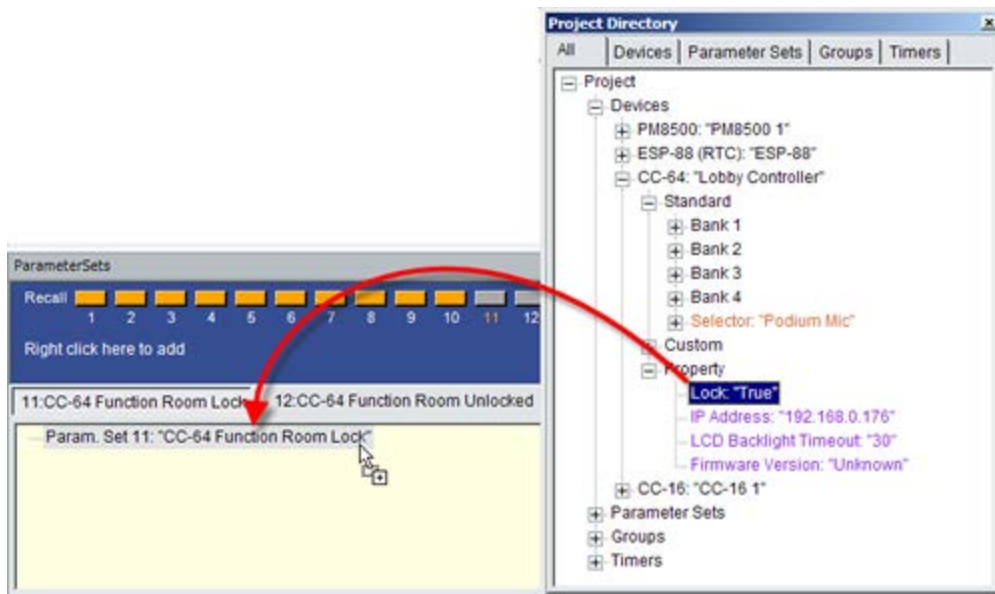 Project Directory
All Devices Parameter Sets Groups Timers
Project
Devices
PM8500: "PM8500 1"
ESP-88 (RTC): "ESP-88"
CC-64: "Lobby Controller"
Standard
Bank 1
Bank 2
Bank 3
Bank 4
Selector: "Podium Mic"
Custom
Property
Lock: "True"
IP Address: "192.168.0.176"
LCD Backlight Timeout: "30"
Firmware Version: "Unknown"
CC-16: "CC-16 1"
Parameter Sets
Groups
Timers
ParameterSets
Recall
1 2 3 4 5 6 7 8 9 10 11 12
Right click here to add
11:CC-64 Function Room Lock 12:CC-64 Function Room Unlocked
Param. Set 11: "CC-64 Function Room Lock"